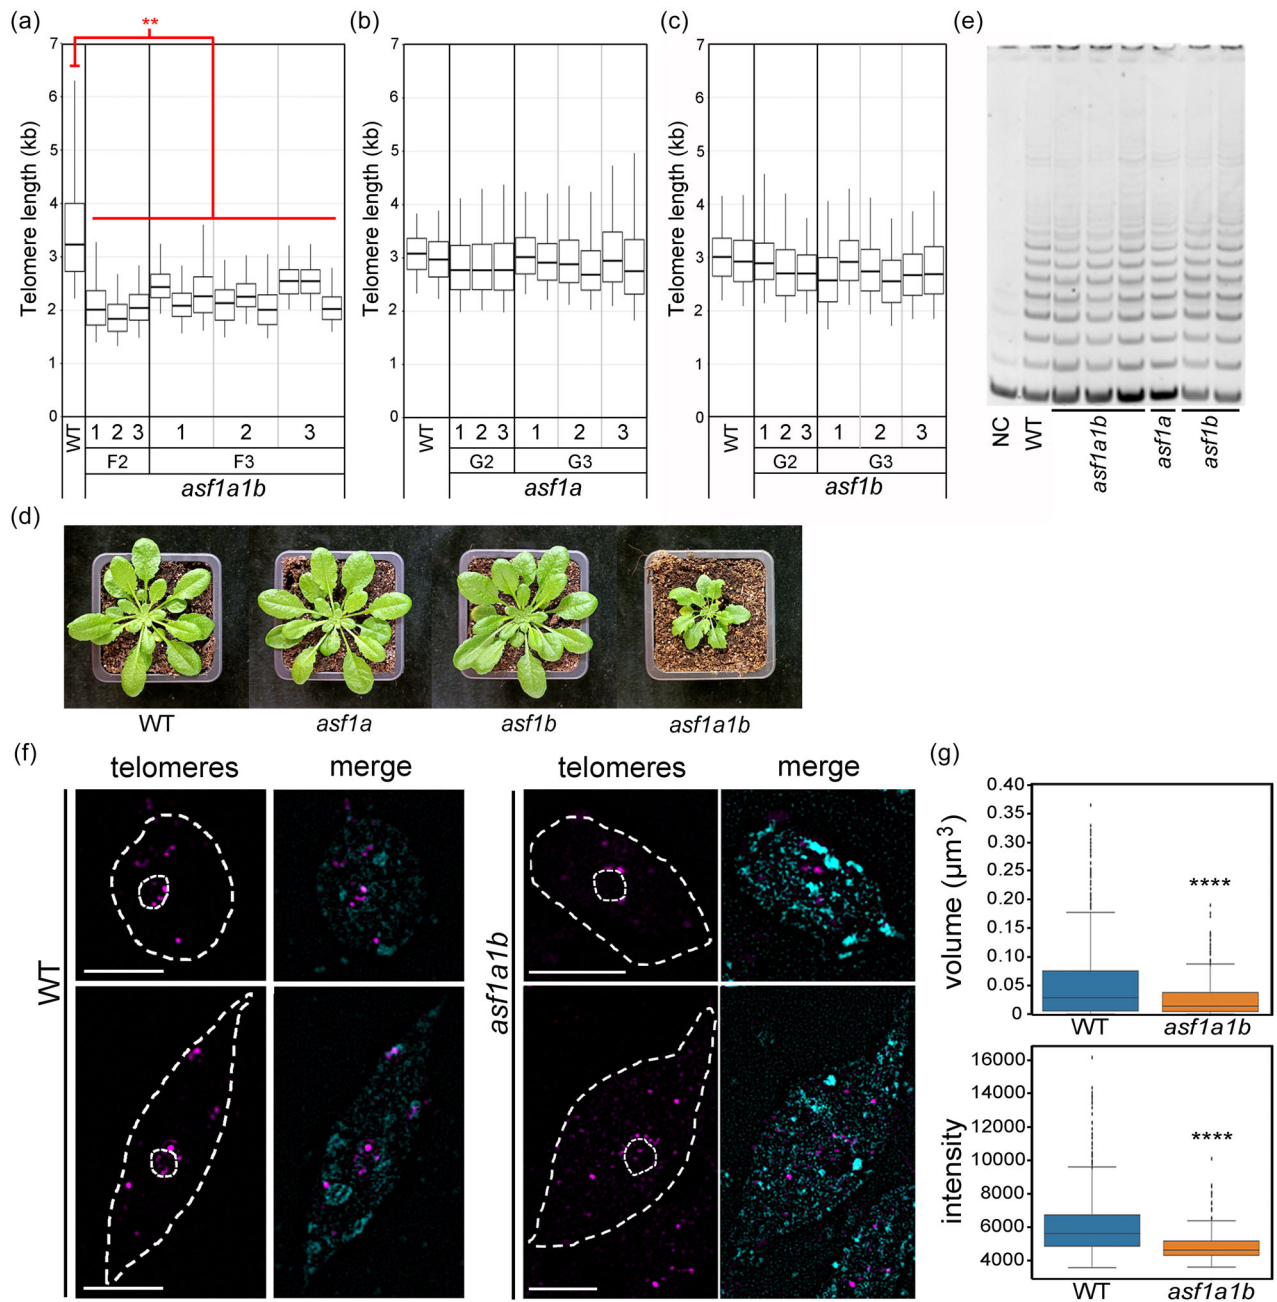 (a)
**
Telomere length (kb)
7
6
5
4
3
2
1
0
WT
1 2 3 1 2 3
F2 F3
asf1a1b
(b)
Telomere length (kb)
7
6
5
4
3
2
1
0
WT
1 2 3 1 2 3
G2 G3
asf1a
(c)
Telomere length (kb)
7
6
5
4
3
2
1
0
WT
1 2 3 1 2 3
G2 G3
asf1b
(e)
NC WT asf1a1b asf1a asf1b
(d)
WT asf1a asf1b asf1a1b
(f)
telomeres merge telomeres merge
WT
asf1a1b
(g)
volume (µm³)
0.40
0.35
0.30
0.25
0.20
0.15
0.10
0.05
0
****
WT asf1a1b
intensity
16000
14000
12000
10000
8000
6000
4000
****
WT asf1a1b